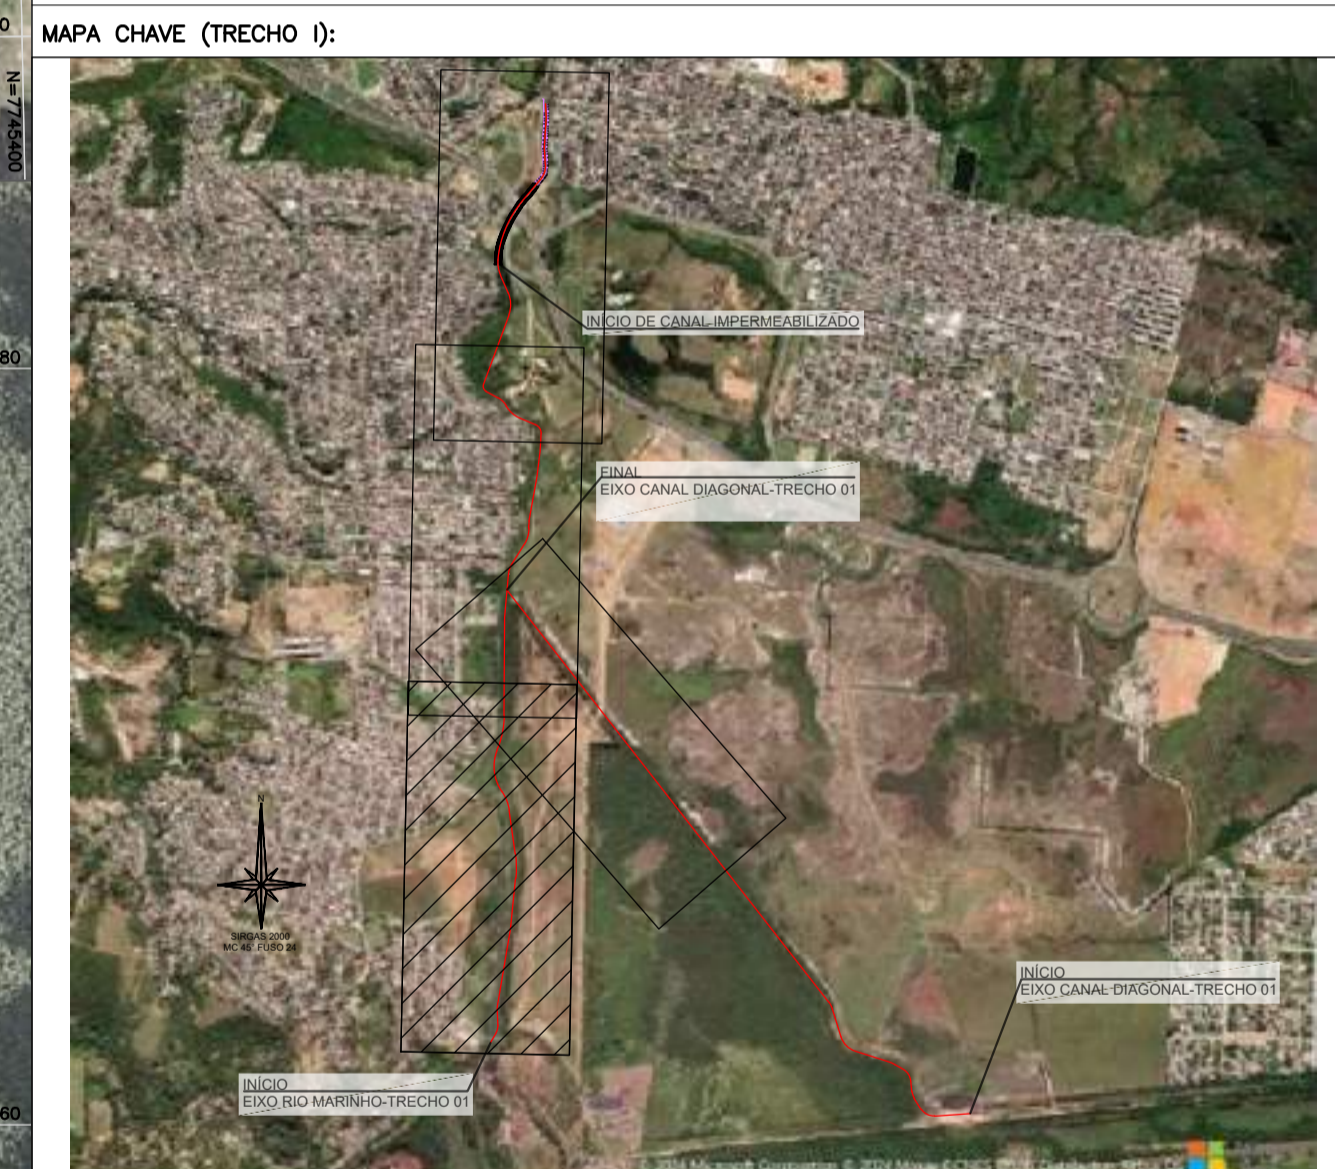 MAPA CHAVE (TRECHO I):
N=7745400
0
80
60
INÍCIO DE CANAL IMPERMEABILIZADO
FINAL
EIXO CANAL DIAGONAL-TRECHO 01
N
SIRGAS 2000
MC 45° FUSO 24
INÍCIO
EIXO CANAL DIAGONAL-TRECHO 01
INÍCIO
EIXO RIO MARINHO-TRECHO 01